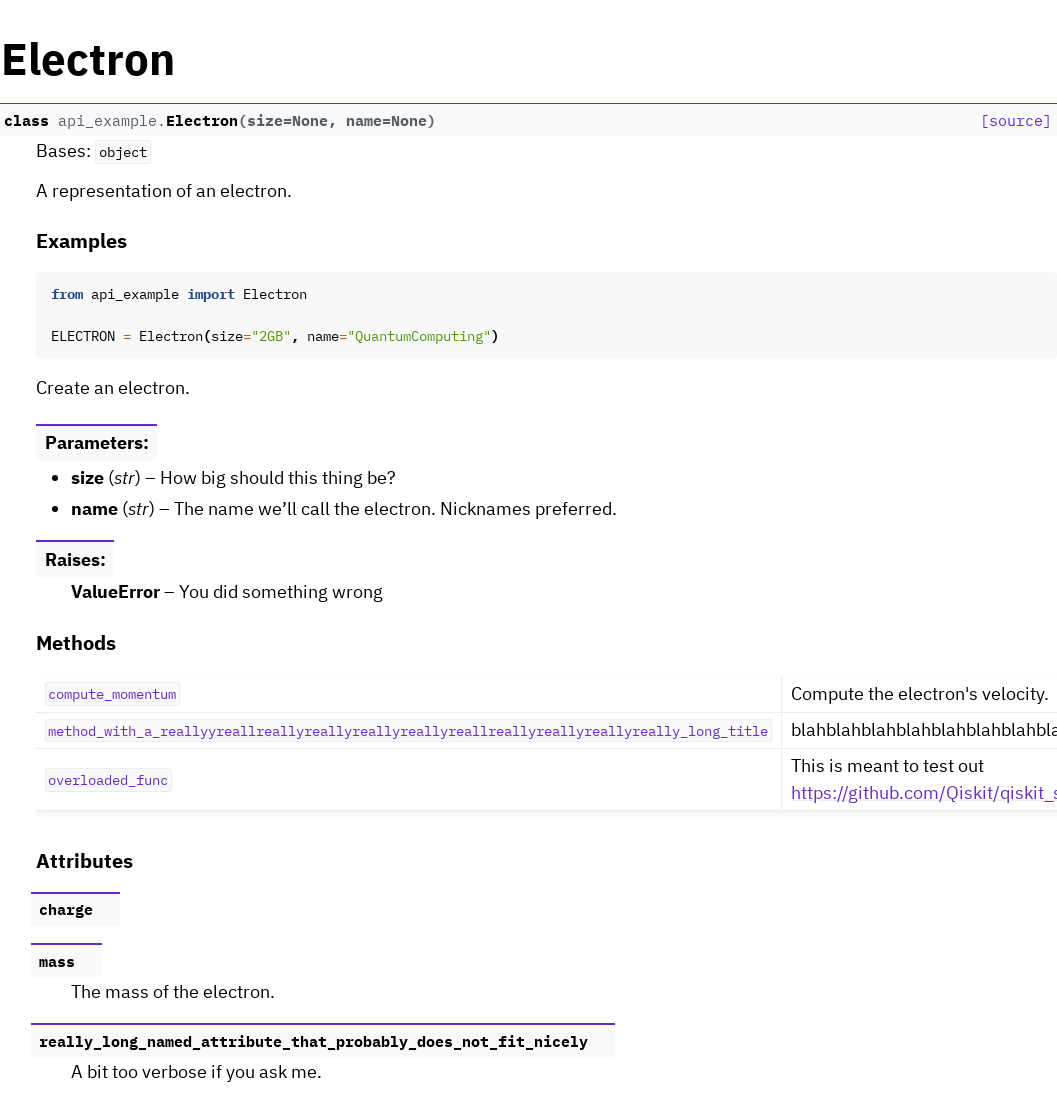 Electron
class api_example.Electron(size=None, name=None) [source]
Bases: object
A representation of an electron.
Examples
from api_example import Electron
ELECTRON = Electron(size="2GB", name="QuantumComputing")
Create an electron.
Parameters:
• size (str) – How big should this thing be?
• name (str) – The name we’ll call the electron. Nicknames preferred.
Raises:
ValueError – You did something wrong
Methods
compute_momentum Compute the electron's velocity.
method_with_a_reallyyreallreallyreallyreallyreallyreallreallyreallyreallyreally_long_title blahblahblahblahblahblahblahbla
overloaded_func This is meant to test out
https://github.com/Qiskit/qiskit_s
Attributes
charge
mass
The mass of the electron.
really_long_named_attribute_that_probably_does_not_fit_nicely
A bit too verbose if you ask me.